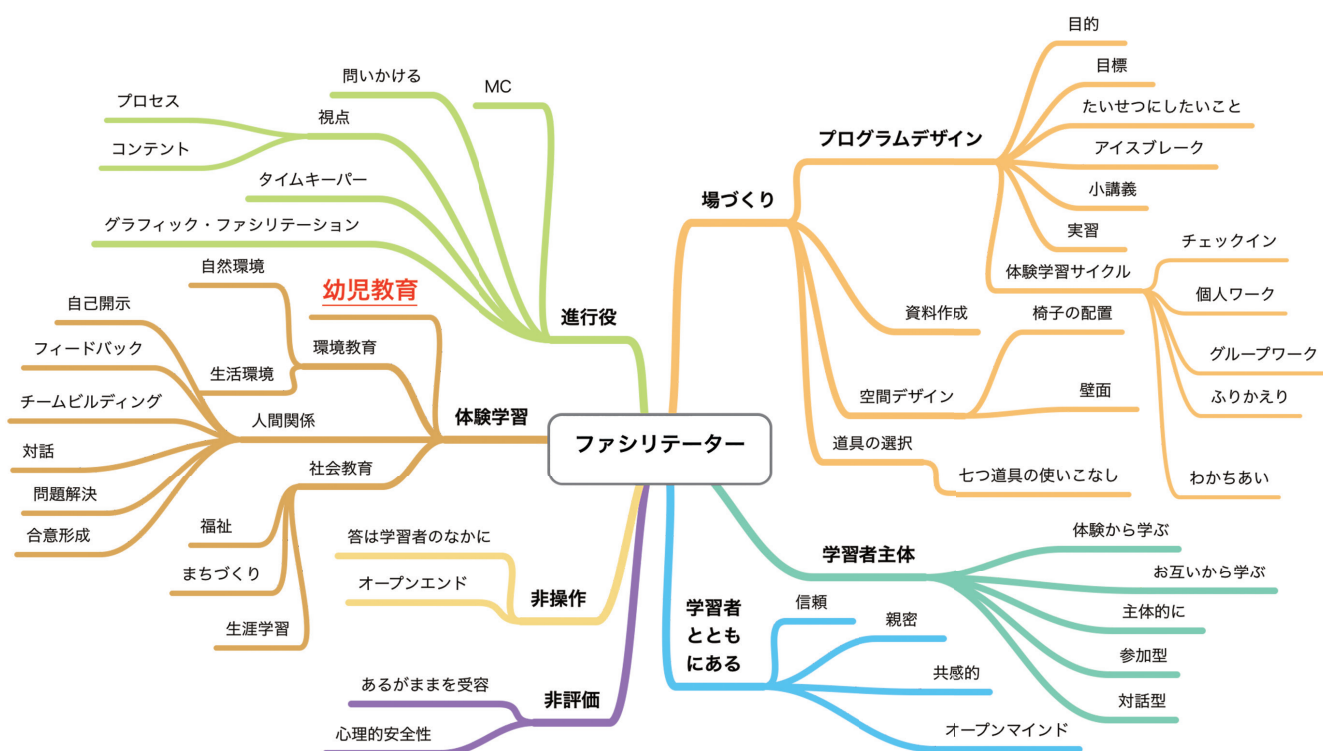 ファシリテーター
進行役
MC
問いかける
視点
プロセス
コンテント
タイムキーパー
グラフィック・ファシリテーション
体験学習
幼児教育
環境教育
自然環境
生活環境
人間関係
自己開示
フィードバック
チームビルディング
対話
問題解決
合意形成
社会教育
福祉
まちづくり
生涯学習
非操作
答は学習者のなかに
オープンエンド
非評価
あるがままを受容
心理的安全性
場づくり
プログラムデザイン
目的
目標
たいせつにしたいこと
アイスブレーク
小講義
実習
体験学習サイクル
チェックイン
個人ワーク
グループワーク
ふりかえり
わかちあい
資料作成
空間デザイン
椅子の配置
壁面
道具の選択
七つ道具の使いこなし
学習者主体
体験から学ぶ
お互いから学ぶ
主体的に
参加型
対話型
学習者
ととも
にある
信頼
親密
共感的
オープンマインド